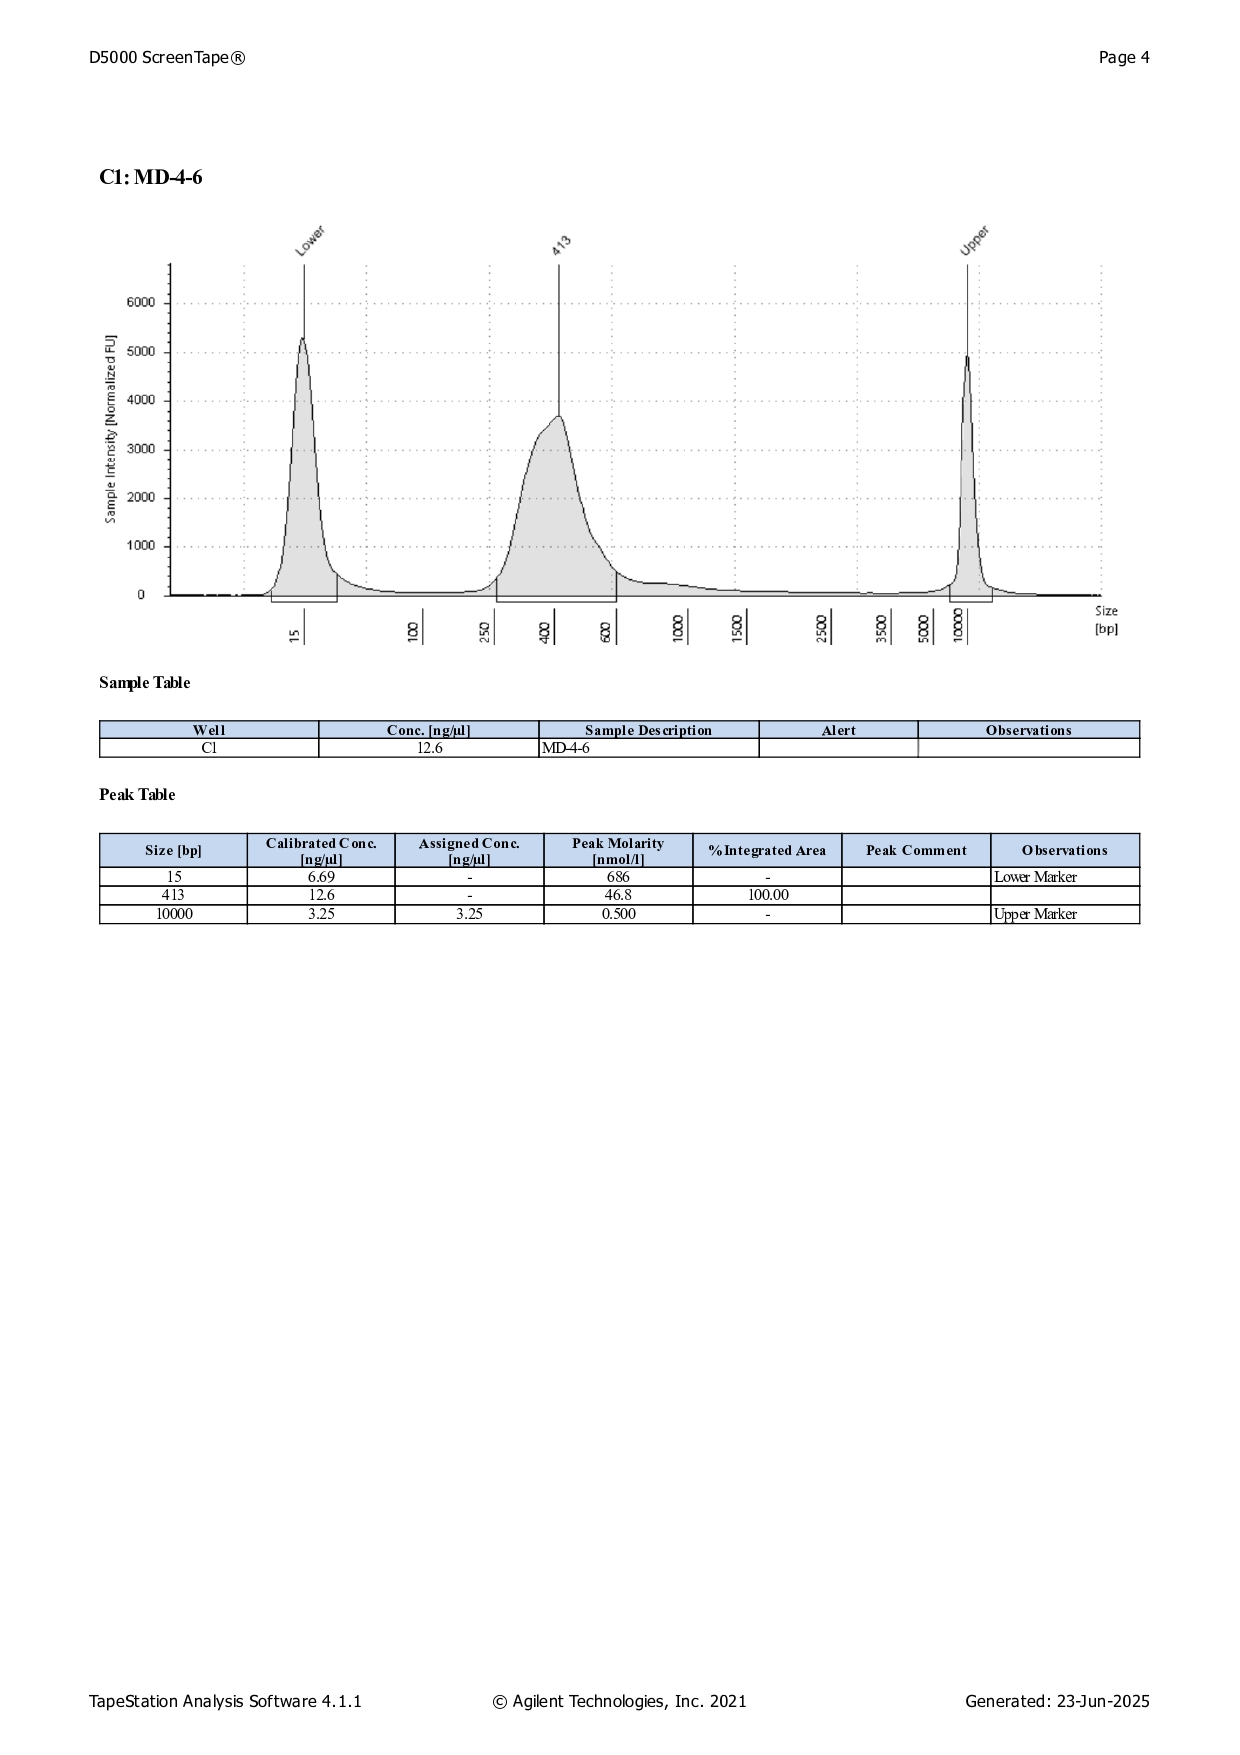 D5000 ScreenTape® Page 4
C1: MD-4-6
Lower 413 Upper
Sample Intensity [Normalized FU]
6000
5000
4000
3000
2000
1000
0
15 100 250 400 600 1000 1500 2500 3500 5000 10000 Size [bp]
Sample Table
Well Conc. [ng/µl] Sample Description Alert Observations
C1 12.6 MD-4-6
Peak Table
Size [bp] Calibrated Conc. [ng/µl] Assigned Conc. [ng/µl] Peak Molarity [nmol/l] % Integrated Area Peak Comment Observations
15 6.69 - 686 - Lower Marker
413 12.6 - 46.8 100.00
10000 3.25 3.25 0.500 - Upper Marker
TapeStation Analysis Software 4.1.1 © Agilent Technologies, Inc. 2021 Generated: 23-Jun-2025